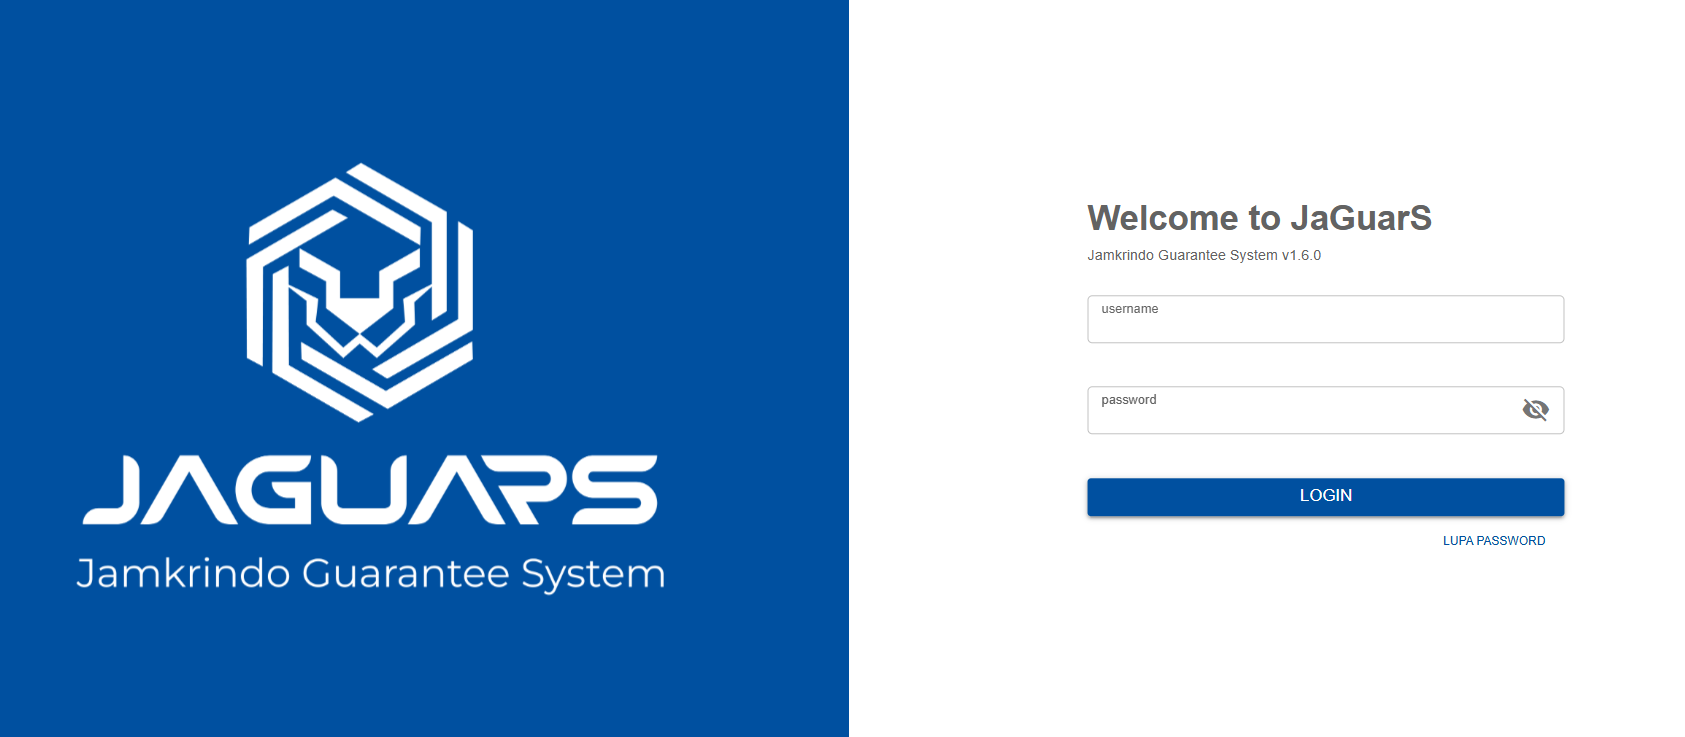 JAGUARS
Jamkrindo Guarantee System
Welcome to JaGuarS
Jamkrindo Guarantee System v1.6.0
username
password
LOGIN
LUPA PASSWORD